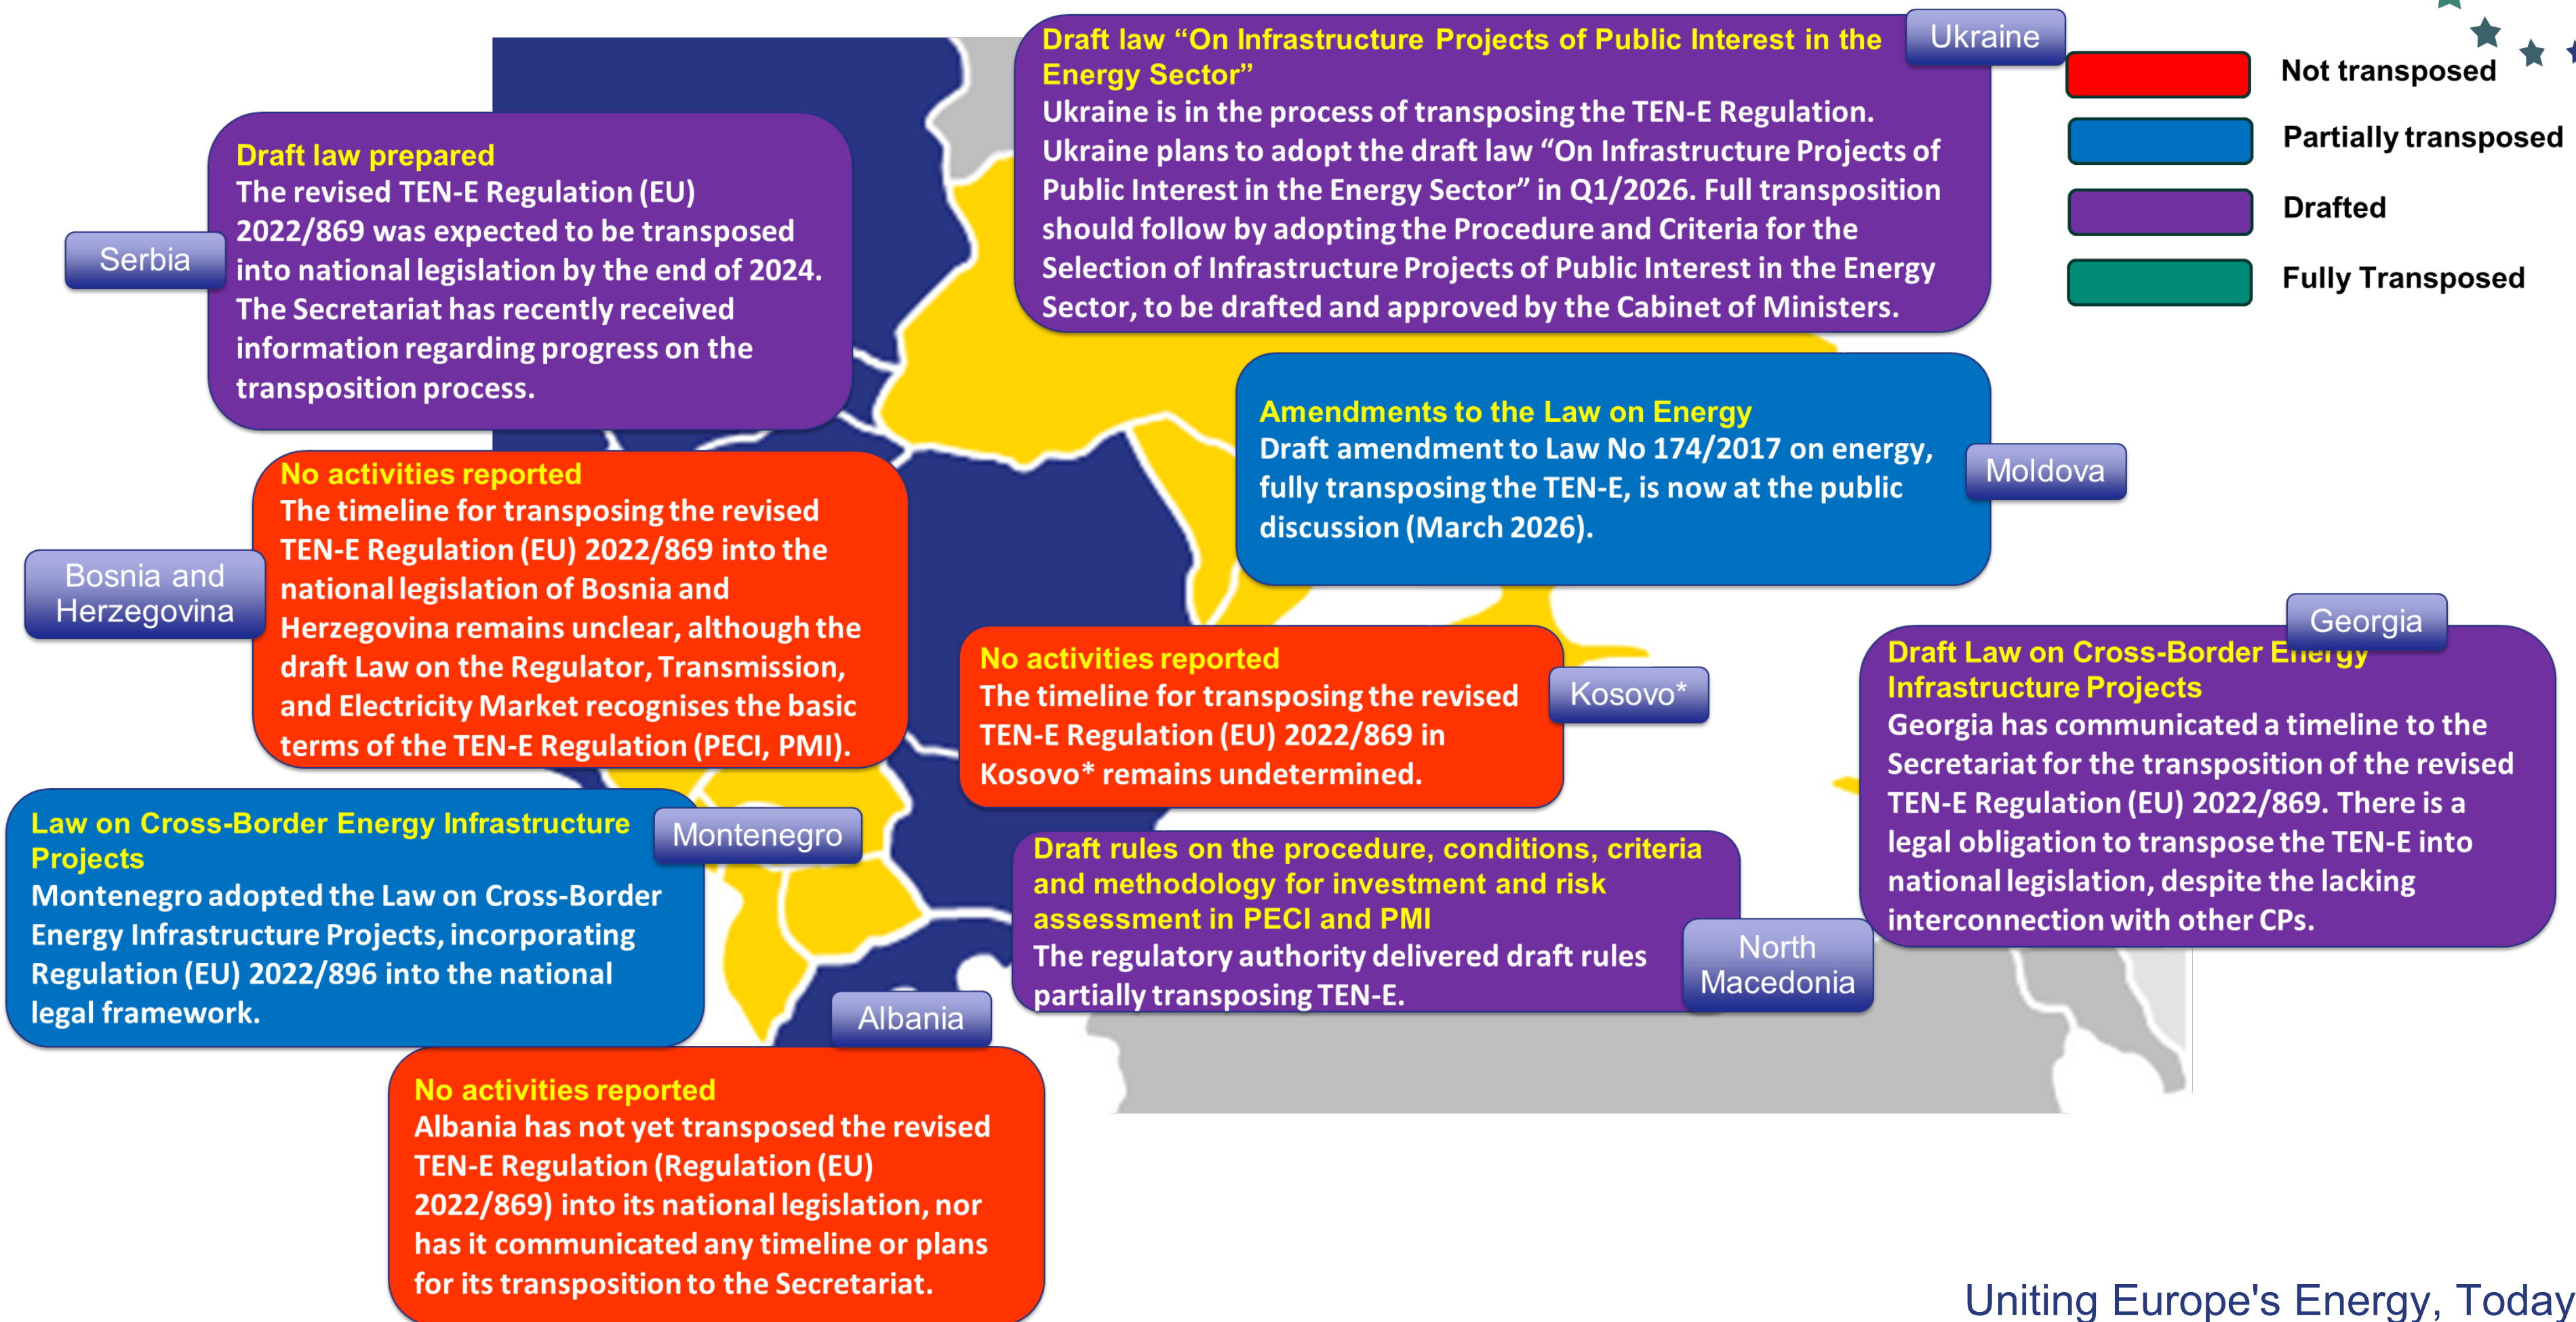 Draft law “On Infrastructure Projects of Public Interest in the
Energy Sector”
Ukraine is in the process of transposing the TEN-E Regulation.
Ukraine plans to adopt the draft law “On Infrastructure Projects of
Public Interest in the Energy Sector” in Q1/2026. Full transposition
should follow by adopting the Procedure and Criteria for the
Selection of Infrastructure Projects of Public Interest in the Energy
Sector, to be drafted and approved by the Cabinet of Ministers.
Ukraine
Not transposed
Partially transposed
Drafted
Fully Transposed
Draft law prepared
The revised TEN-E Regulation (EU)
2022/869 was expected to be transposed
into national legislation by the end of 2024.
The Secretariat has recently received
information regarding progress on the
transposition process.
Serbia
Amendments to the Law on Energy
Draft amendment to Law No 174/2017 on energy,
fully transposing the TEN-E, is now at the public
discussion (March 2026).
Moldova
No activities reported
The timeline for transposing the revised
TEN-E Regulation (EU) 2022/869 into the
national legislation of Bosnia and
Herzegovina remains unclear, although the
draft Law on the Regulator, Transmission,
and Electricity Market recognises the basic
terms of the TEN-E Regulation (PECI, PMI).
Bosnia and
Herzegovina
No activities reported
The timeline for transposing the revised
TEN-E Regulation (EU) 2022/869 in
Kosovo* remains undetermined.
Kosovo*
Georgia
Draft Law on Cross-Border Energy
Infrastructure Projects
Georgia has communicated a timeline to the
Secretariat for the transposition of the revised
TEN-E Regulation (EU) 2022/869. There is a
legal obligation to transpose the TEN-E into
national legislation, despite the lacking
interconnection with other CPs.
Law on Cross-Border Energy Infrastructure
Projects
Montenegro adopted the Law on Cross-Border
Energy Infrastructure Projects, incorporating
Regulation (EU) 2022/896 into the national
legal framework.
Montenegro
Draft rules on the procedure, conditions, criteria
and methodology for investment and risk
assessment in PECI and PMI
The regulatory authority delivered draft rules
partially transposing TEN-E.
North
Macedonia
Albania
No activities reported
Albania has not yet transposed the revised
TEN-E Regulation (Regulation (EU)
2022/869) into its national legislation, nor
has it communicated any timeline or plans
for its transposition to the Secretariat.
Uniting Europe's Energy, Today